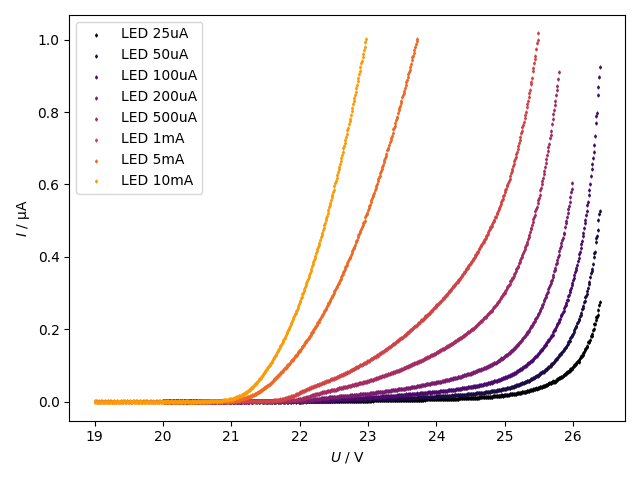 LED 25uA
LED 50uA
LED 100uA
LED 200uA
LED 500uA
LED 1mA
LED 5mA
LED 10mA
1.0
0.8
0.6
0.4
0.2
0.0
I / µA
19 20 21 22 23 24 25 26
U / V